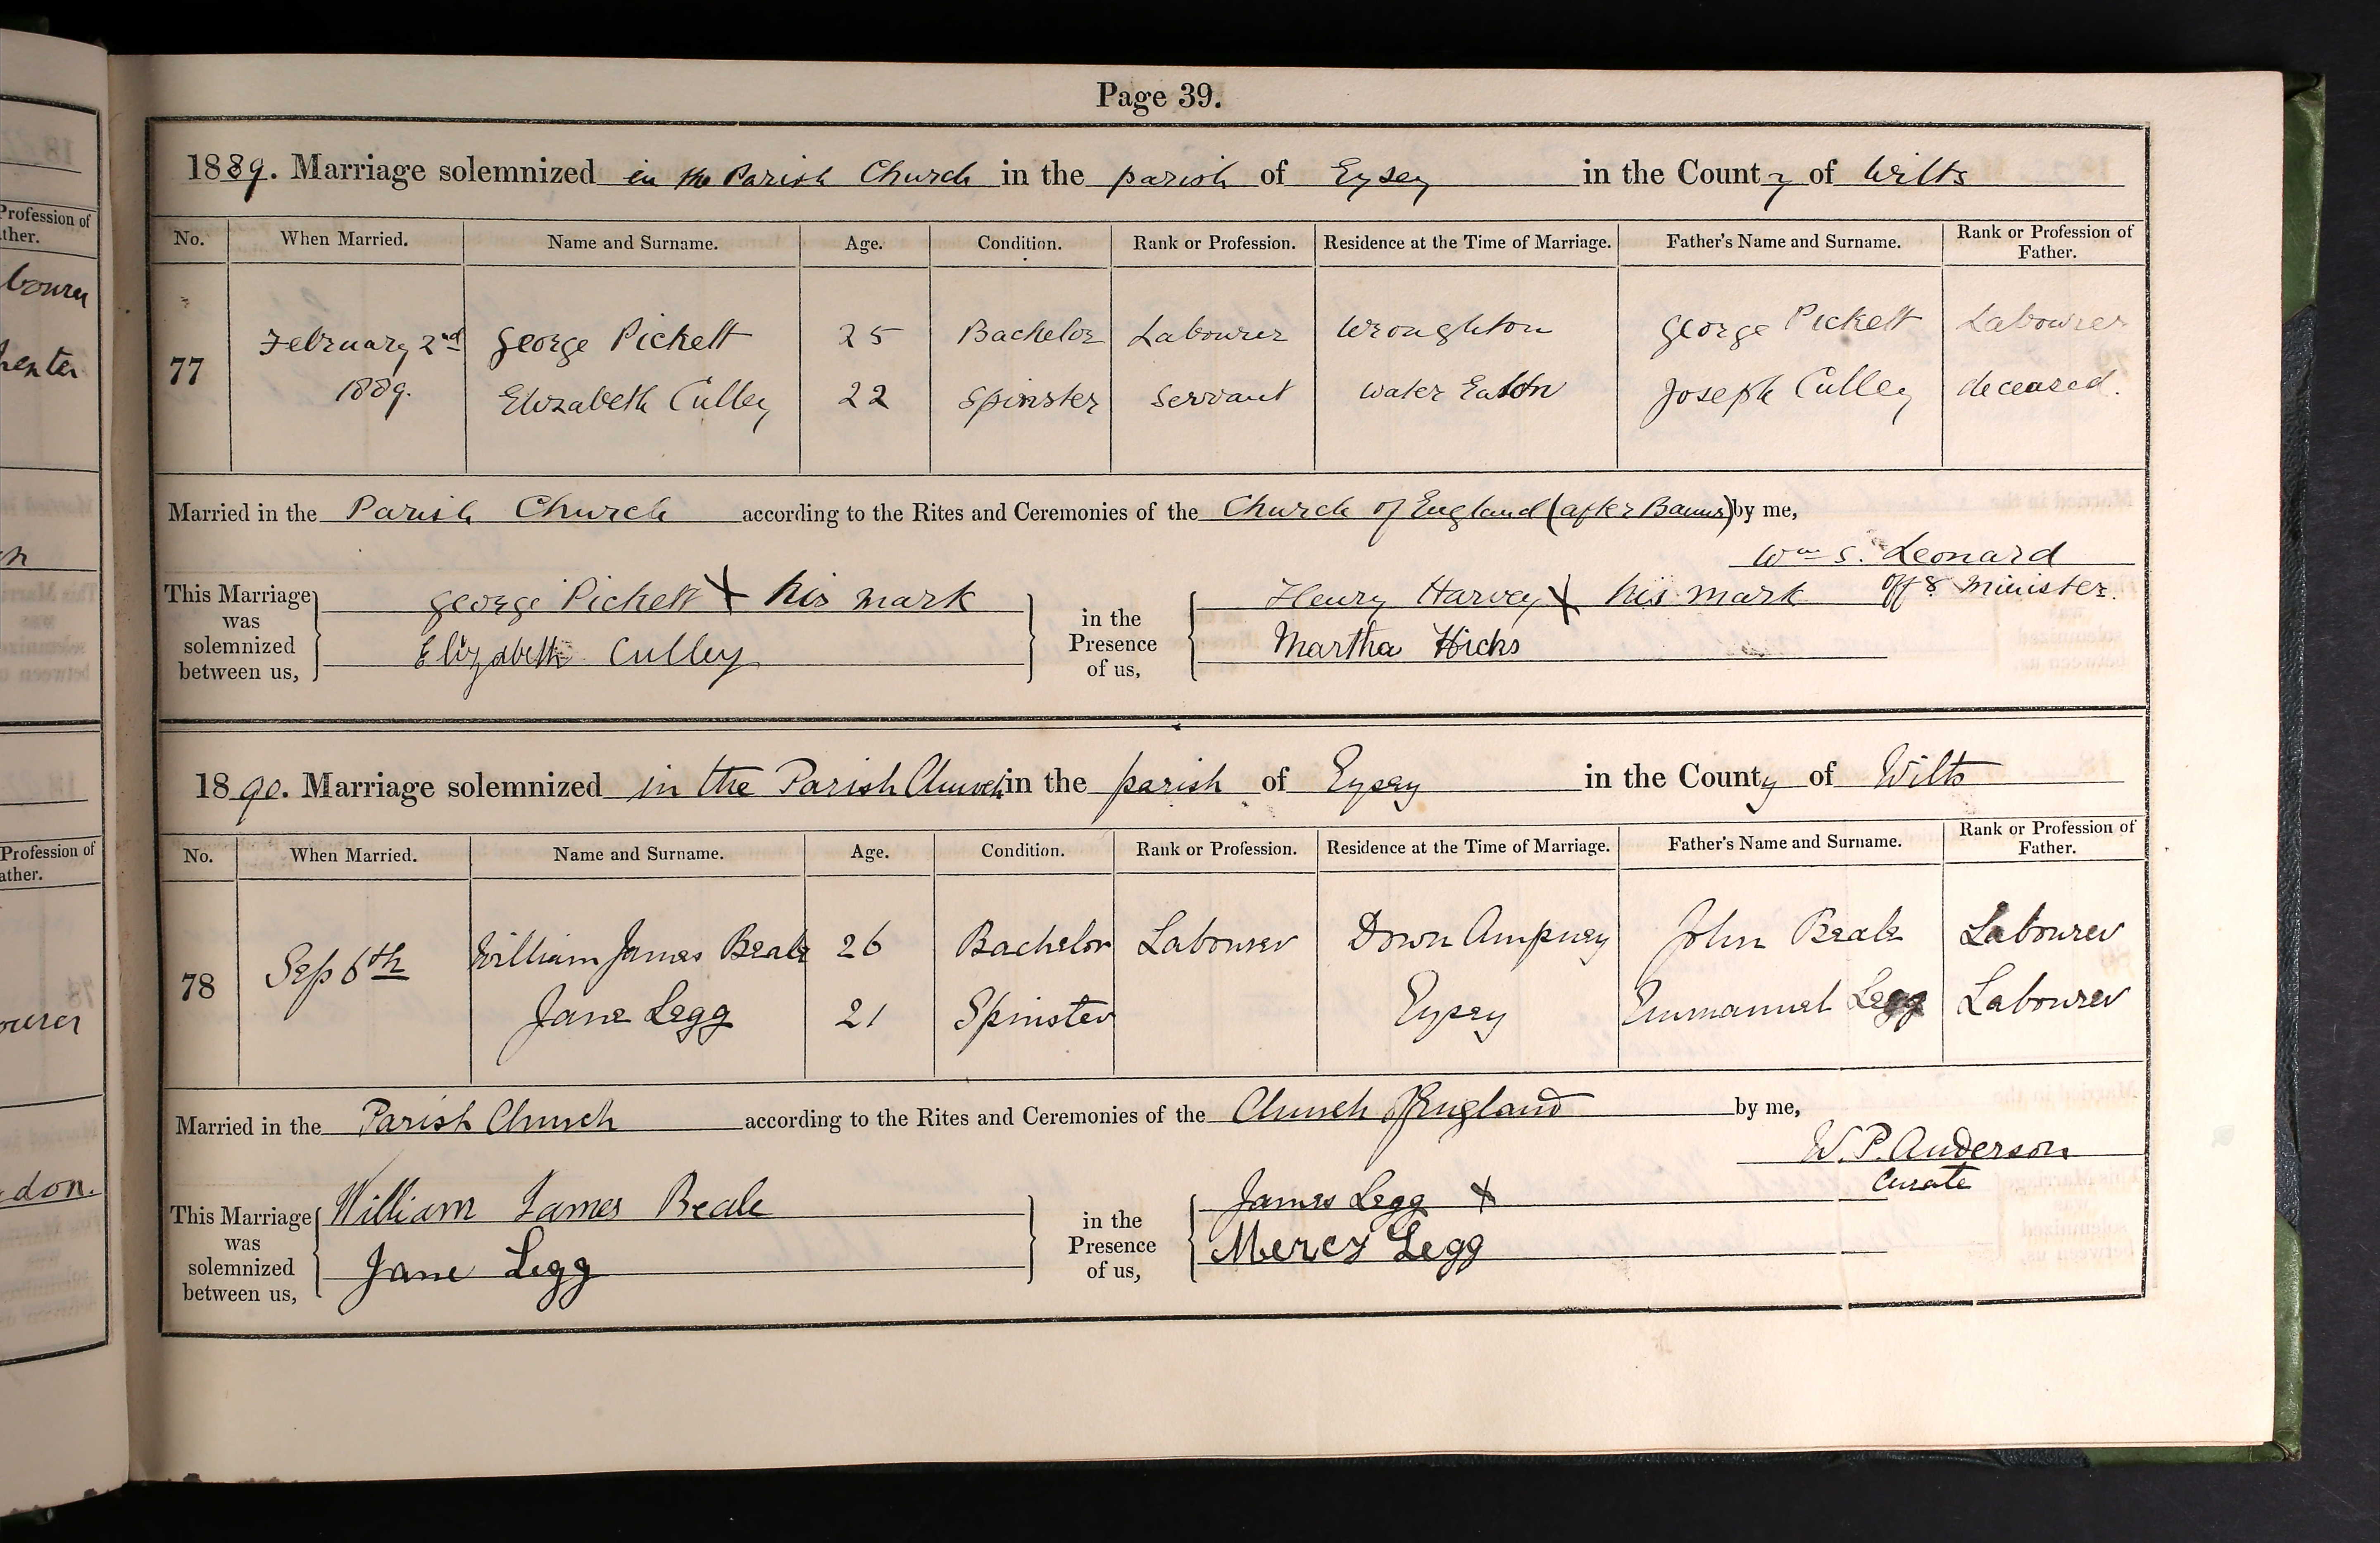 Page 39.
1889. Marriage solemnized in the Parish Church in the parish of Eysey in the County of Wilts
No. When Married. Name and Surname. Age. Condition. Rank or Profession. Residence at the Time of Marriage. Father's Name and Surname. Rank or Profession of Father.
77 February 2nd 1889. George Pickett 25 Bachelor Labourer Wroughton George Pickett Labourer
Elizabeth Culley 22 Spinster Servant Water Eaton Joseph Culley deceased.
Married in the Parish Church according to the Rites and Ceremonies of the Church of England (after Banns) by me,
Wm S. Leonard
Offg Minister.
This Marriage was solemnized between us, George Pickett X his mark
Elizabeth Culley
in the Presence of us, Henry Harvey X his mark
Martha Hicks
1890. Marriage solemnized in the Parish Church in the parish of Eysey in the County of Wilts
No. When Married. Name and Surname. Age. Condition. Rank or Profession. Residence at the Time of Marriage. Father's Name and Surname. Rank or Profession of Father.
78 Sep 6th William James Beale 26 Bachelor Labourer Down Ampney John Beale Labourer
Jane Legg 21 Spinster Eysey Emmanuel Legg Labourer
Married in the Parish Church according to the Rites and Ceremonies of the Church of England by me,
W. P. Anderson
Curate
This Marriage was solemnized between us, William James Beale
Jane Legg
in the Presence of us, James Legg X
Mercy Legg